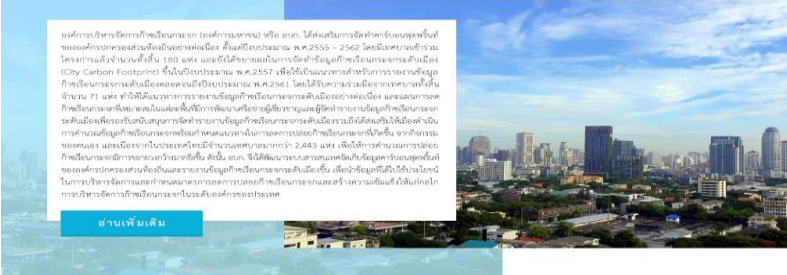 องค์การบริหารจัดการก๊าซเรือนกระจก (องค์การมหาชน) หรือ อบก. ได้ส่งเสริมการจัดทำคาร์บอนฟุตพริ้นท์
ขององค์กรปกครองส่วนท้องถิ่นอย่างต่อเนื่อง ตั้งแต่ปีงบประมาณ พ.ศ.2555 – 2562 โดยมีเทศบาลเข้าร่วม
โครงการแล้วจำนวนทั้งสิ้น 180 แห่ง และยังได้ขยายผลในการจัดทำข้อมูลก๊าซเรือนกระจกระดับเมือง
(City Carbon Footprint) ขึ้นในปีงบประมาณ พ.ศ.2557 เพื่อใช้เป็นแนวทางสำหรับการรายงานข้อมูล
ก๊าซเรือนกระจกระดับเมืองตลอดจนถึงปีงบประมาณ พ.ศ.2561 โดยได้รับความร่วมมือจากเทศบาลทั้งสิ้น
จำนวน 71 แห่ง ทำให้ได้แนวทางการรายงานข้อมูลก๊าซเรือนกระจกระดับเมืองอย่างต่อเนื่อง และแผนการลด
ก๊าซเรือนกระจกที่เหมาะสมในแต่ละพื้นที่มีการพัฒนาเครือข่ายผู้เชี่ยวชาญและผู้จัดทำรายงานข้อมูลก๊าซเรือนกระจก
ระดับเมืองเพื่อรองรับสนับสนุนการจัดทำรายงานข้อมูลก๊าซเรือนกระจกระดับเมืองรวมถึงได้ส่งเสริมให้เมืองดำเนิน
การคำนวณข้อมูลก๊าซเรือนกระจกพร้อมกำหนดแนวทางในการลดการปล่อยก๊าซเรือนกระจกที่เกิดขึ้น จากกิจกรรม
ของตนเอง และเนื่องจากในประเทศไทยมีจำนวนเทศบาลมากกว่า 2,443 แห่ง เพื่อให้การคำนวณการปล่อย
ก๊าซเรือนกระจกมีการขยายวงกว้างมากยิ่งขึ้น ดังนั้น อบก. จึงได้พัฒนาระบบสารสนเทศจัดเก็บข้อมูลคาร์บอนฟุตพริ้นท์
ขององค์กรปกครองส่วนท้องถิ่นและรายงานข้อมูลก๊าซเรือนกระจกระดับเมืองขึ้น เพื่อนำข้อมูลที่ได้ไปใช้ประโยชน์
ในการบริหารจัดการและกำหนดมาตรการลดการปล่อยก๊าซเรือนกระจกและสร้างความเข้มแข็งให้แก่กลไก
การบริหารจัดการก๊าซเรือนกระจกในระดับองค์กรของประเทศ
อ่านเพิ่มเติม